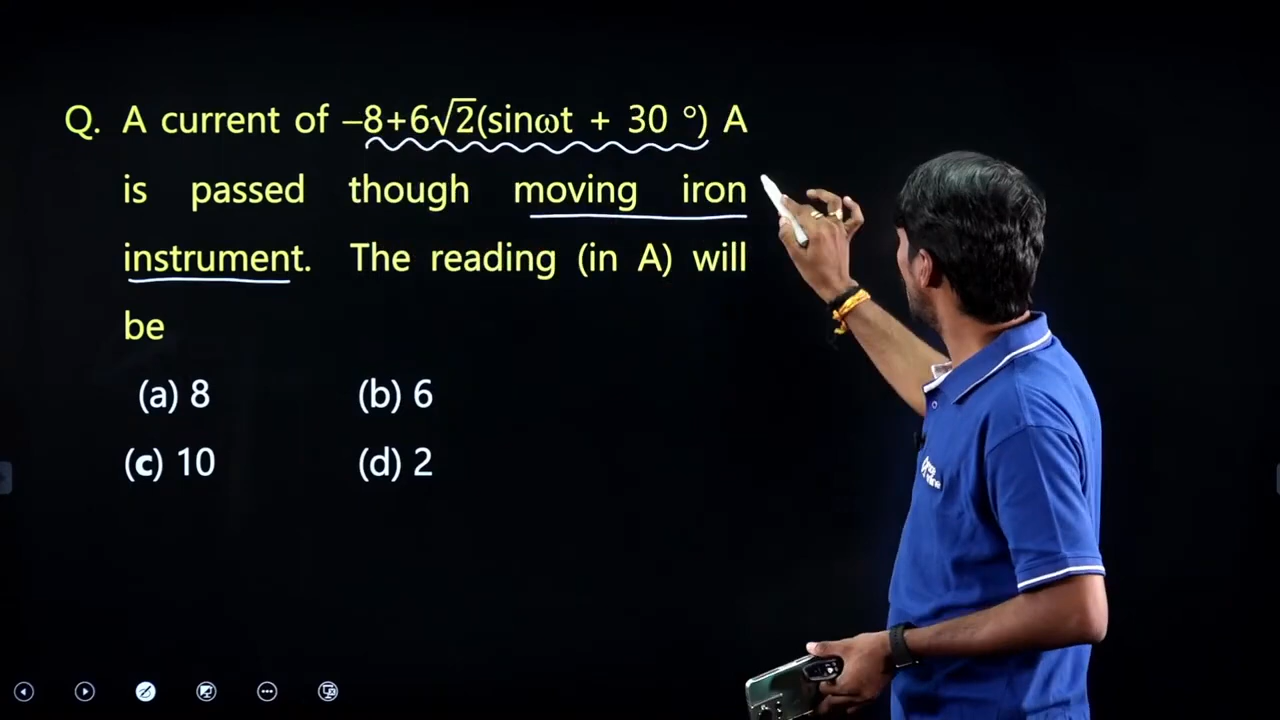 Q. A current of –8+6√2(sinωt + 30 °) A
is passed though moving iron
instrument. The reading (in A) will
be
(a) 8 (b) 6
(c) 10 (d) 2